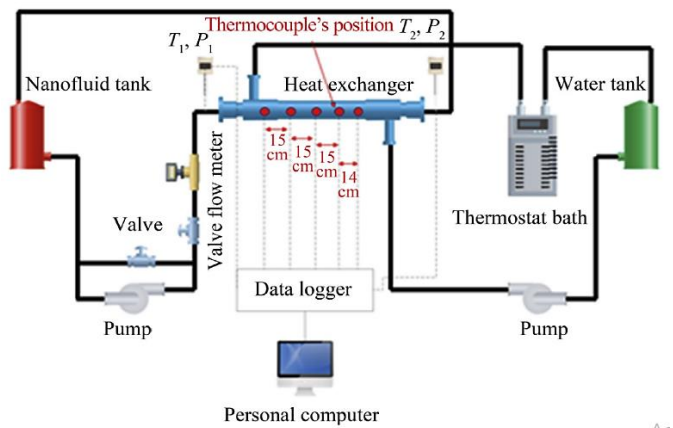 Thermocouple's position
T1, P1
T2, P2
Nanofluid tank
Heat exchanger
Water tank
15
cm
15
cm
15
cm
14
cm
Valve flow meter
Thermostat bath
Valve
Data logger
Pump
Pump
Personal computer